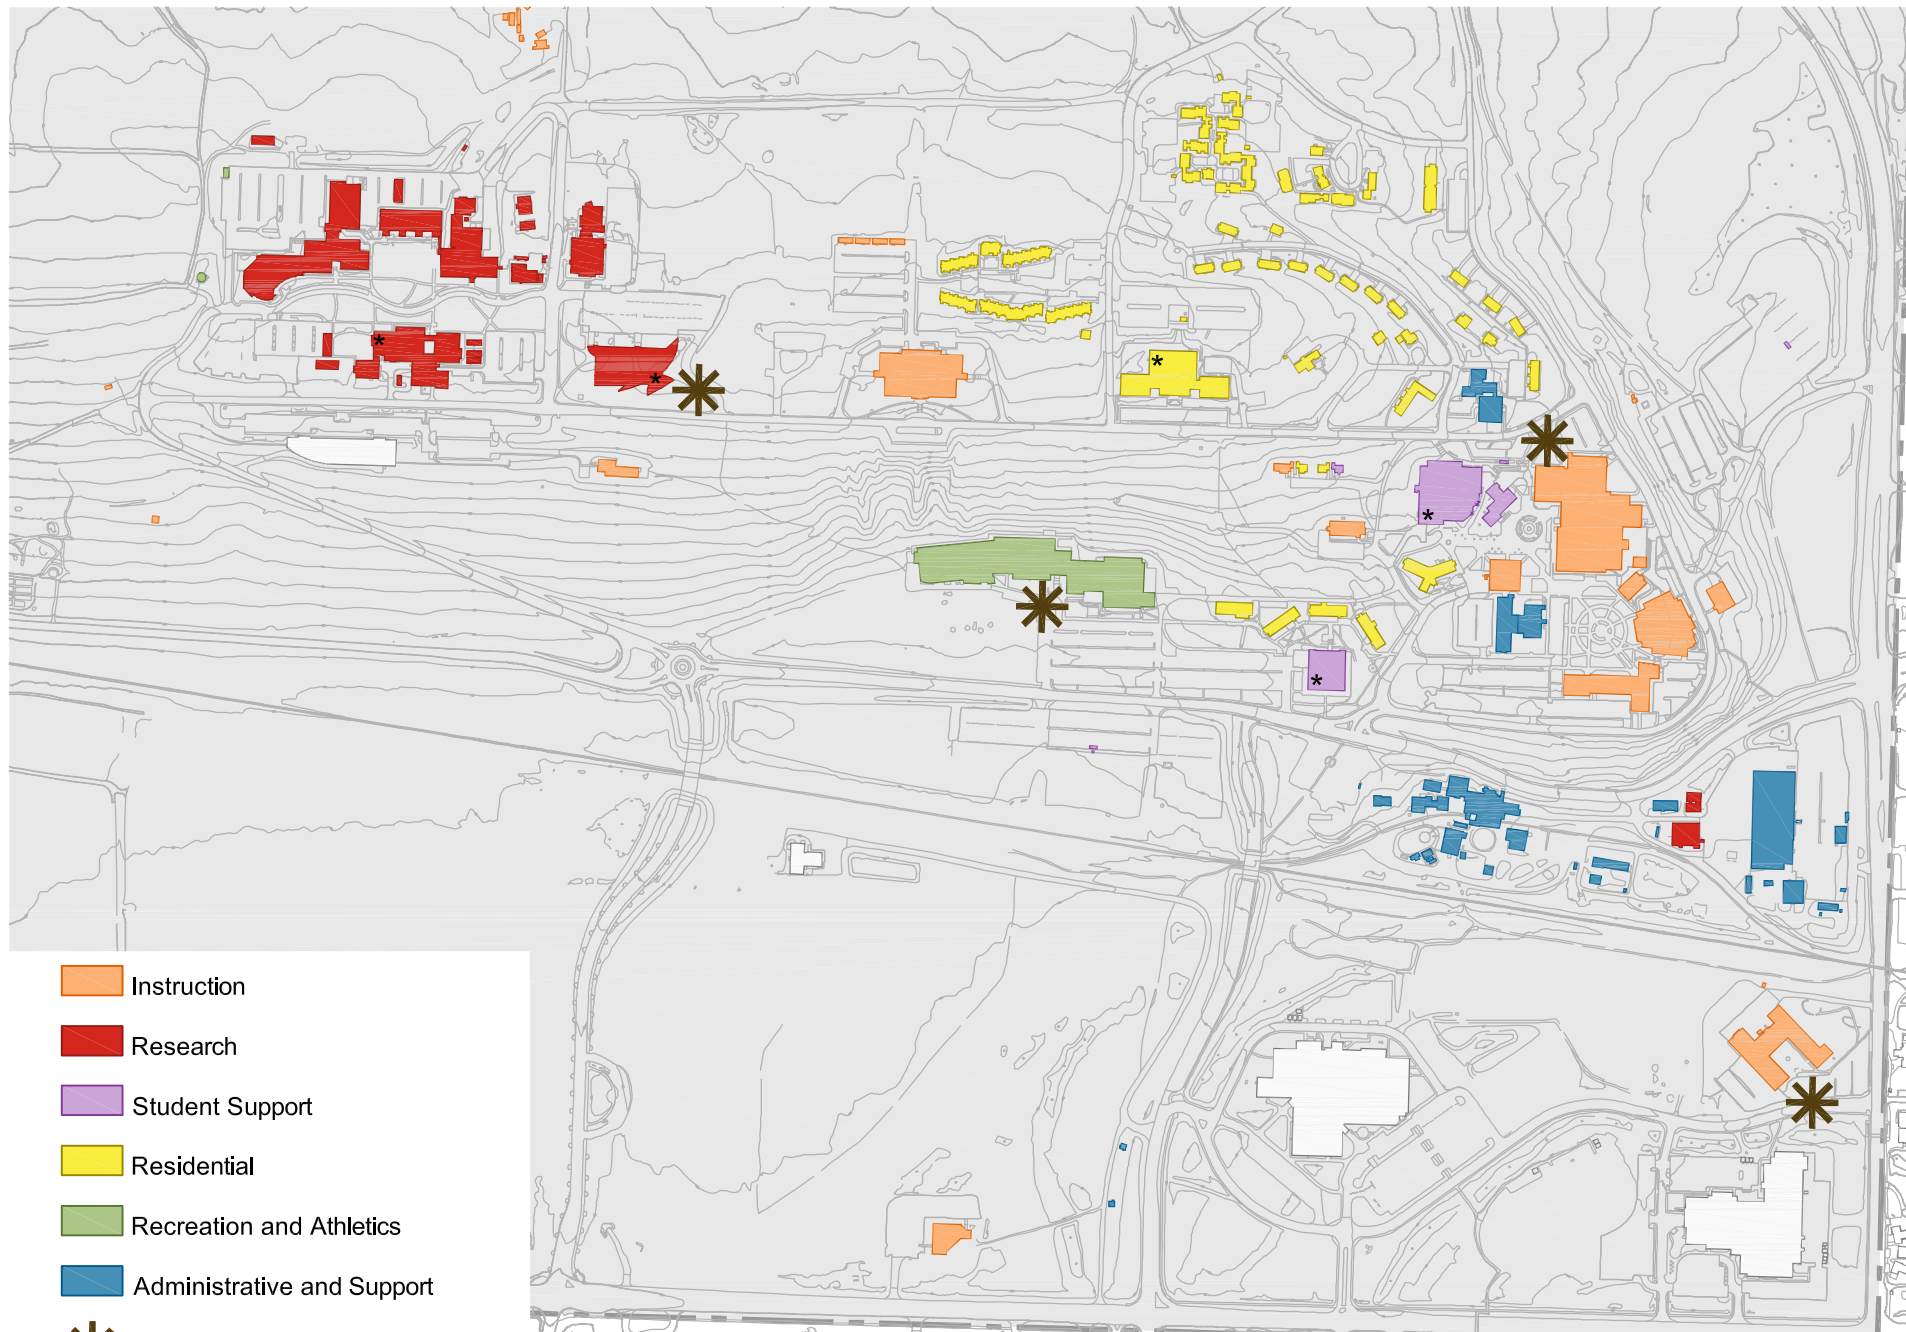 Instruction
Research
Student Support
Residential
Recreation and Athletics
Administrative and Support